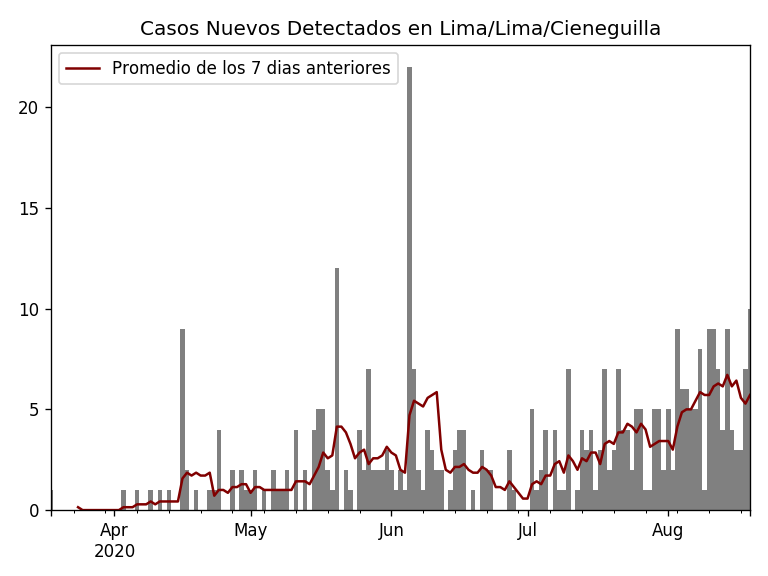 Casos Nuevos Detectados en Lima/Lima/Cieneguilla
Promedio de los 7 dias anteriores
20
15
10
5
0
Apr May Jun Jul Aug
2020